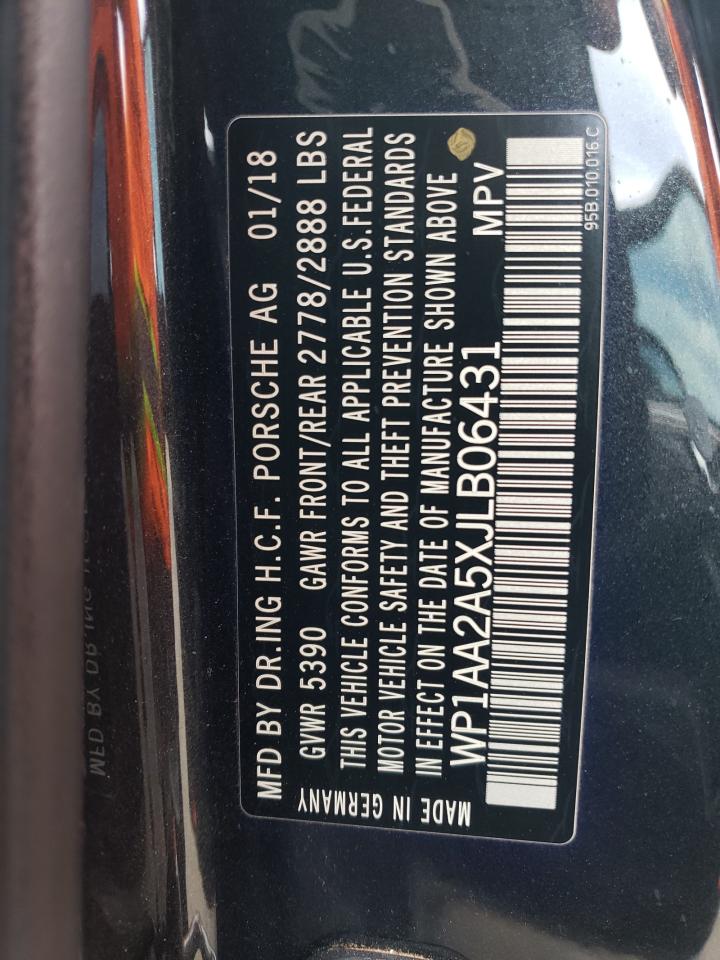 MFD BY DR.ING H.C.F. PORSCHE AG 01/18
GVWR 5390 GAWR FRONT/REAR 2778/2888 LBS
THIS VEHICLE CONFORMS TO ALL APPLICABLE U.S.FEDERAL
MOTOR VEHICLE SAFETY AND THEFT PREVENTION STANDARDS
IN EFFECT ON THE DATE OF MANUFACTURE SHOWN ABOVE
WP1AA2A5XJLB06431 MPV
MADE IN GERMANY
95B.010.016.C